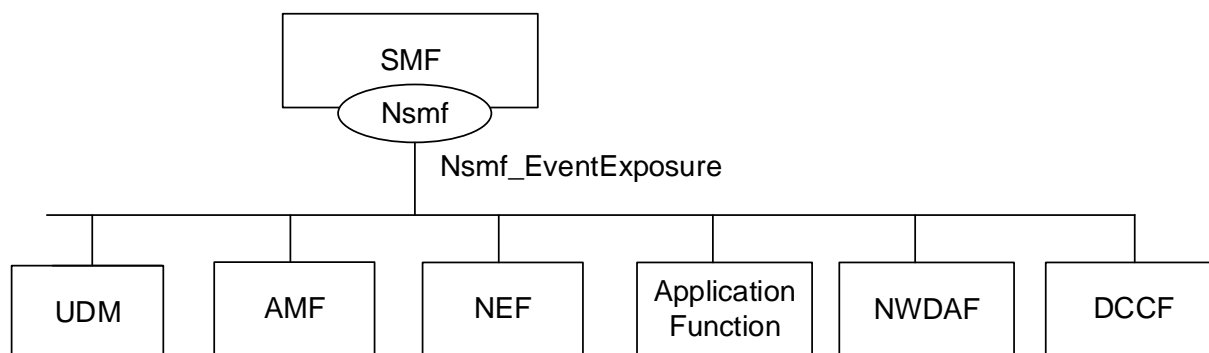 SMF
Nsmf
Nsmf_EventExposure
UDM
AMF
NEF
Application
Function
NWDAF
DCCF